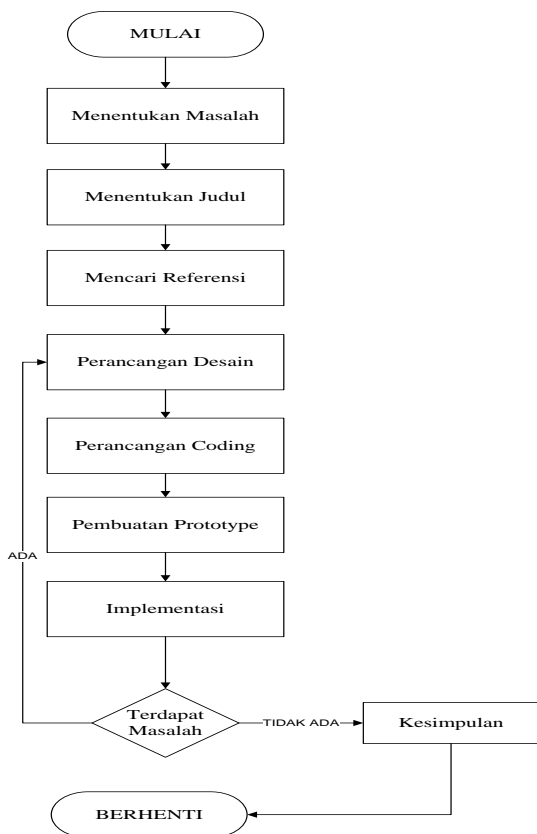 MULAI
Menentukan Masalah
Menentukan Judul
Mencari Referensi
Perancangan Desain
Perancangan Coding
Pembuatan Prototype
ADA
Implementasi
Terdapat
Masalah
TIDAK ADA
Kesimpulan
BERHENTI